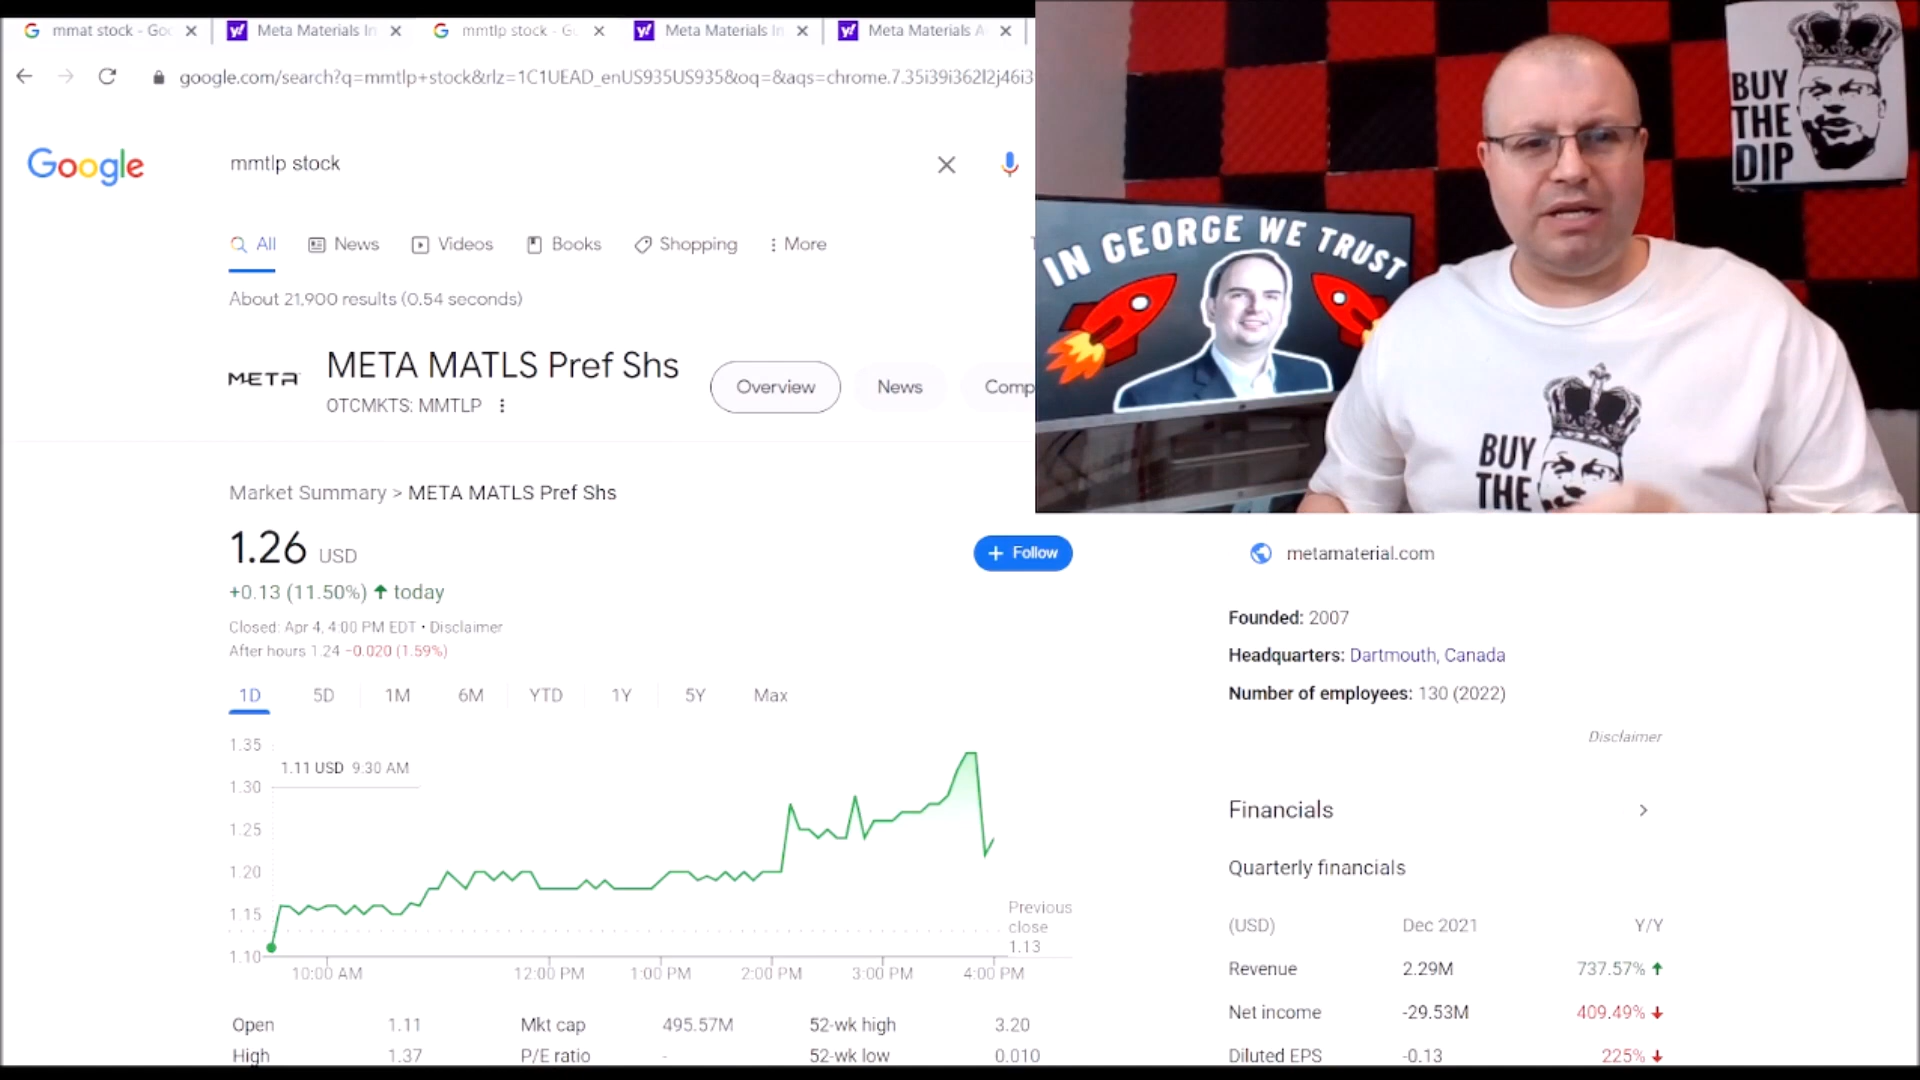 mmat stock - Goo
Meta Materials In
mmtlp stock - G
Meta Materials In
Meta Materials A
google.com/search?q=mmtlp+stock&rlz=1C1UEAD_enUS935US935&oq=&aqs=chrome.7.35i39i362l2j46i3
Google
mmtlp stock
All
News
Videos
Books
Shopping
More
About 21,900 results (0.54 seconds)
META
META MATLS Pref Shs
OTCMKTS: MMTLP
Overview
News
Comp
Market Summary > META MATLS Pref Shs
1.26 USD
+0.13 (11.50%) today
Closed: Apr 4, 4:00 PM EDT • Disclaimer
After hours 1.24 −0.020 (1.59%)
+ Follow
1D
5D
1M
6M
YTD
1Y
5Y
Max
1.35
1.30
1.25
1.20
1.15
1.10
1.11 USD 9:30 AM
Previous
close
1.13
10:00 AM
12:00 PM
1:00 PM
2:00 PM
3:00 PM
4:00 PM
Open 1.11
Mkt cap 495.57M
52-wk high 3.20
High 1.37
P/E ratio -
52-wk low 0.010
BUY
THE
DIP
IN GEORGE WE TRUST
BUY
THE
metamaterial.com
Founded: 2007
Headquarters: Dartmouth, Canada
Number of employees: 130 (2022)
Disclaimer
Financials
Quarterly financials
(USD) Dec 2021 Y/Y
Revenue 2.29M 737.57%
Net income -29.53M 409.49%
Diluted EPS -0.13 225%